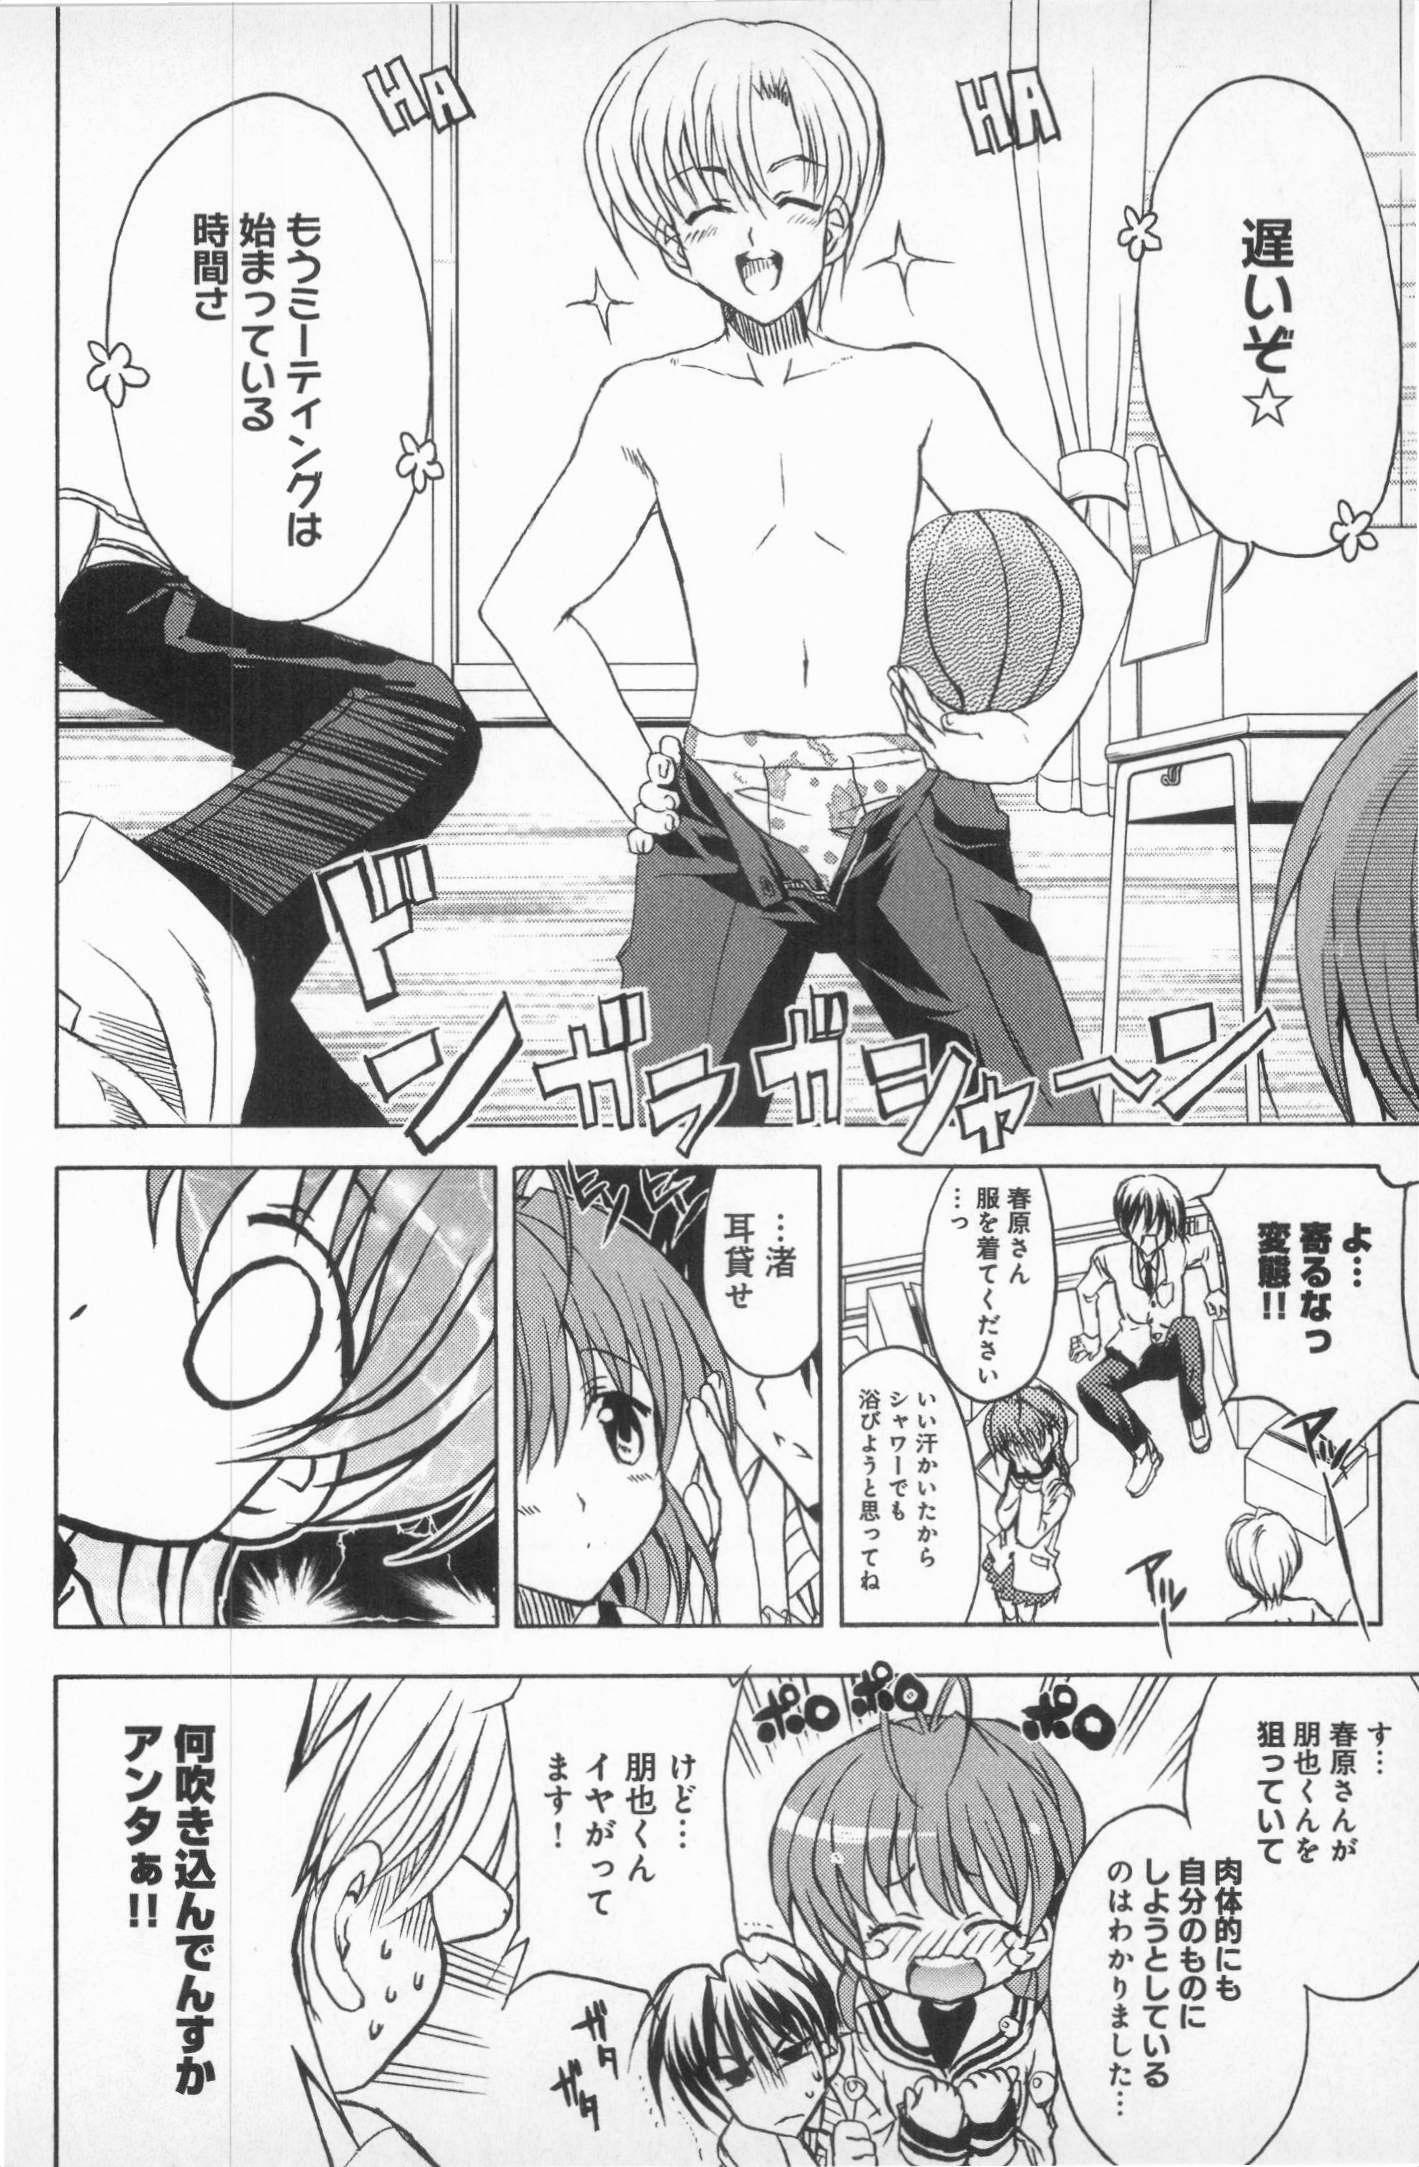 HA
HA
遅いぞ☆
もうミーティングは
始まっている
時間さ
ドンガラガシャーン
よ…
寄るなっ
変態!!
アッ
アッ
春原さん
服を着てください
…っ
いい汗かいたから
シャワーでも
浴びようと思ってね
…渚
耳貸せ
ビソ
ビソ
す…
春原さんが
朋也くんを
狙っていて
肉体的にも
自分のものに
しようとしている
のはわかりました…
ポロ
ポロ
ポロ
けど…
朋也くん
イヤがって
ます!
ガタ
ガタ
何吹き込んでんすか
アンタぁ!!